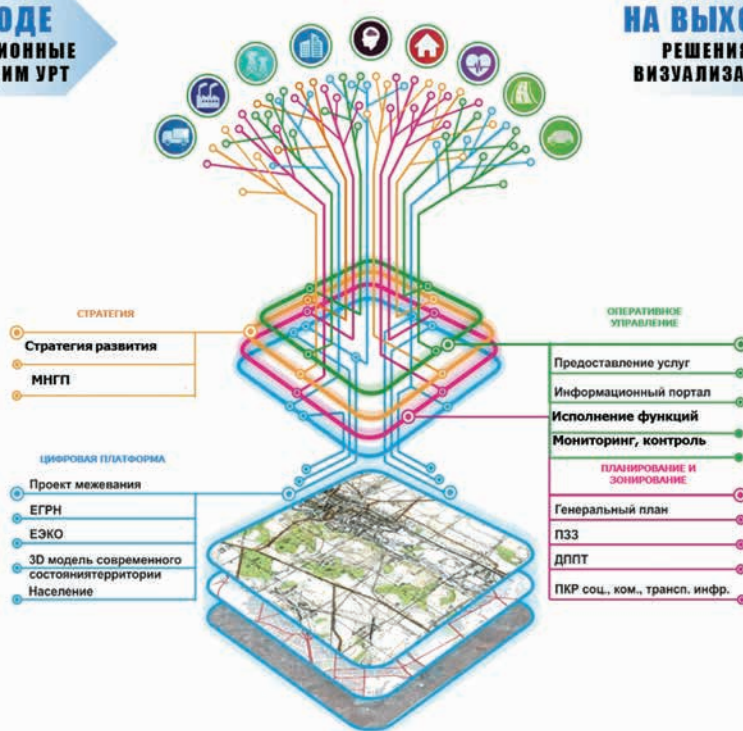 ОДЕ
ИОННЫЕ
ИМ УРТ
НА ВЫХО
РЕШЕНИЯ
ВИЗУАЛИЗА
СТРАТЕГИЯ
Стратегия развития
МНГП
ЦИФРОВАЯ ПЛАТФОРМА
Проект межевания
ЕГРН
ЕЭКО
3D модель современного
состояниятерритории
Население
ОПЕРАТИВНОЕ
УПРАВЛЕНИЕ
Предоставление услуг
Информационный портал
Исполнение функций
Мониторинг, контроль
ПЛАНИРОВАНИЕ И
ЗОНИРОВАНИЕ
Генеральный план
ПЗЗ
ДППТ
ПКР соц., ком., трансп. инфр.